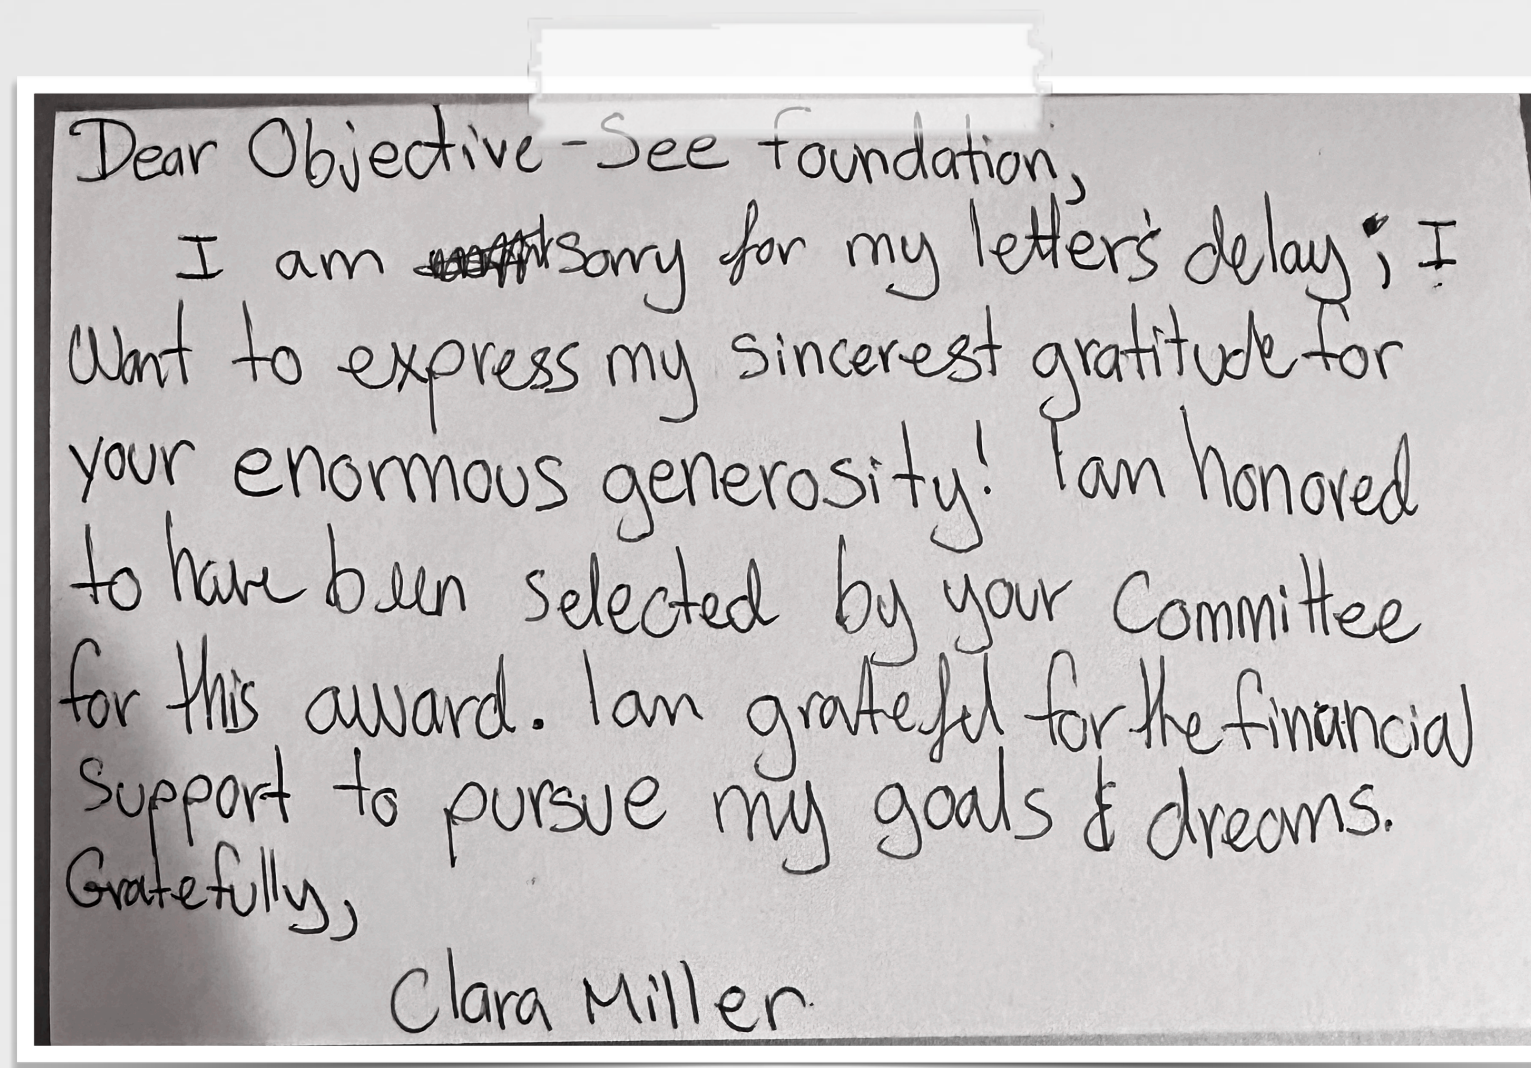 Dear Objective-See foundation,
I am sorry for my letter's delay; I
want to express my sincerest gratitude for
your enormous generosity! I am honored
to have been selected by your Committee
for this award. I am grateful for the financial
support to pursue my goals & dreams.
Gratefully,
Clara Miller